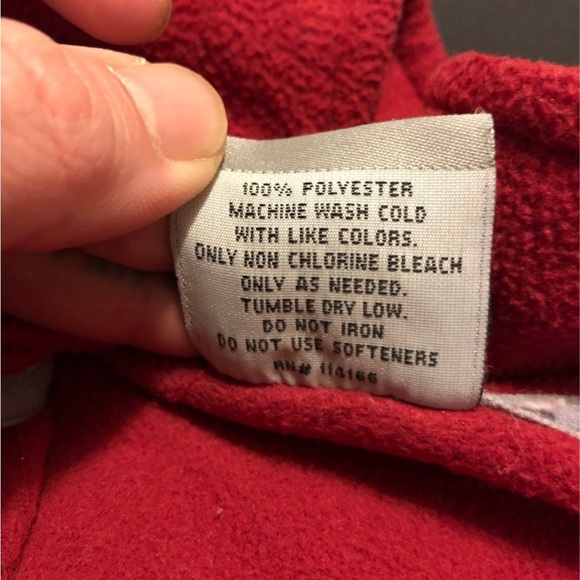 100% POLYESTER
MACHINE WASH COLD
WITH LIKE COLORS.
ONLY NON CHLORINE BLEACH
ONLY AS NEEDED.
TUMBLE DRY LOW.
DO NOT IRON
DO NOT USE SOFTENERS
RN# 114166